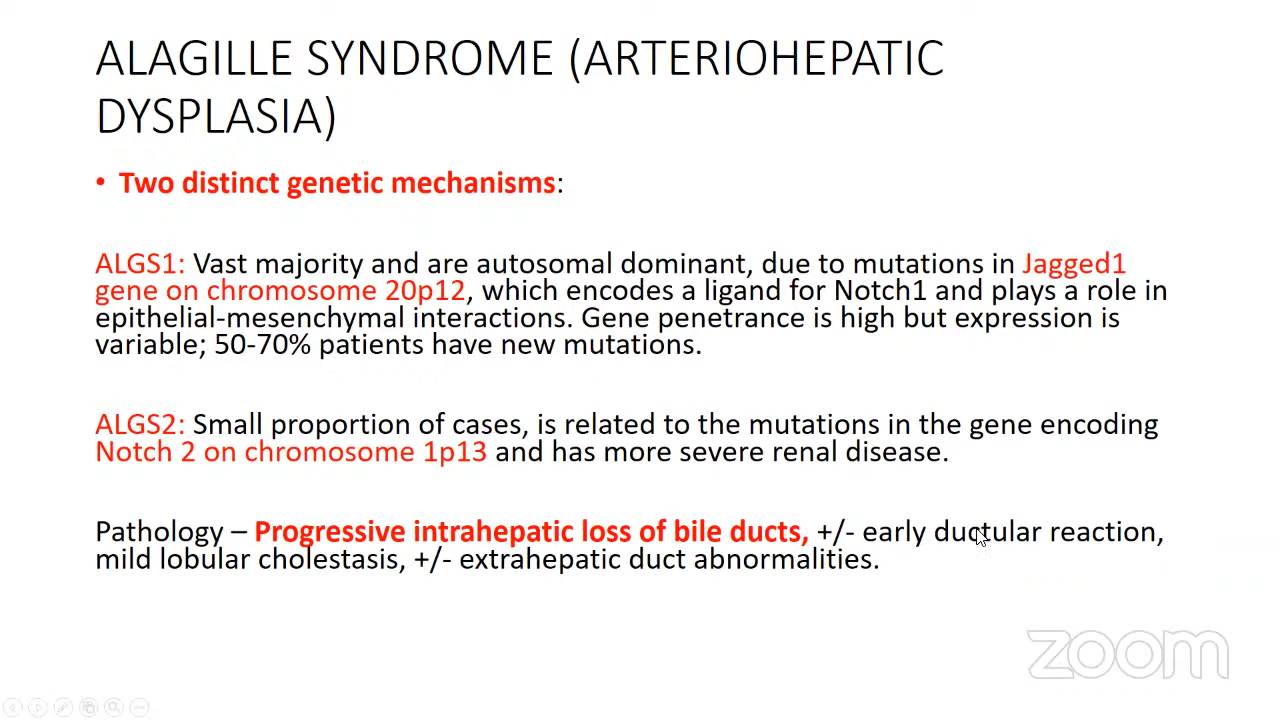 ALAGILLE SYNDROME (ARTERIOHEPATIC
DYSPLASIA)
• Two distinct genetic mechanisms:
ALGS1: Vast majority and are autosomal dominant, due to mutations in Jagged1
gene on chromosome 20p12, which encodes a ligand for Notch1 and plays a role in
epithelial-mesenchymal interactions. Gene penetrance is high but expression is
variable; 50-70% patients have new mutations.
ALGS2: Small proportion of cases, is related to the mutations in the gene encoding
Notch 2 on chromosome 1p13 and has more severe renal disease.
Pathology – Progressive intrahepatic loss of bile ducts, +/- early ductular reaction,
mild lobular cholestasis, +/- extrahepatic duct abnormalities.
zoom